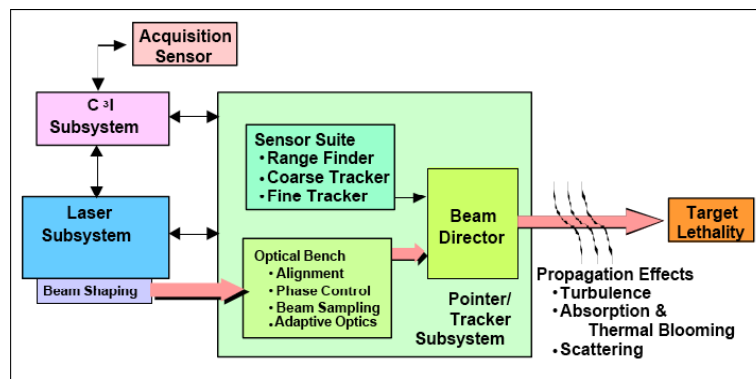 Acquisition
Sensor
C³I
Subsystem
Laser
Subsystem
Beam Shaping
Sensor Suite
• Range Finder
• Coarse Tracker
• Fine Tracker
Optical Bench
• Alignment
• Phase Control
• Beam Sampling
• Adaptive Optics
Beam
Director
Pointer/
Tracker
Subsystem
Propagation Effects
• Turbulence
• Absorption &
Thermal Blooming
• Scattering
Target
Lethality